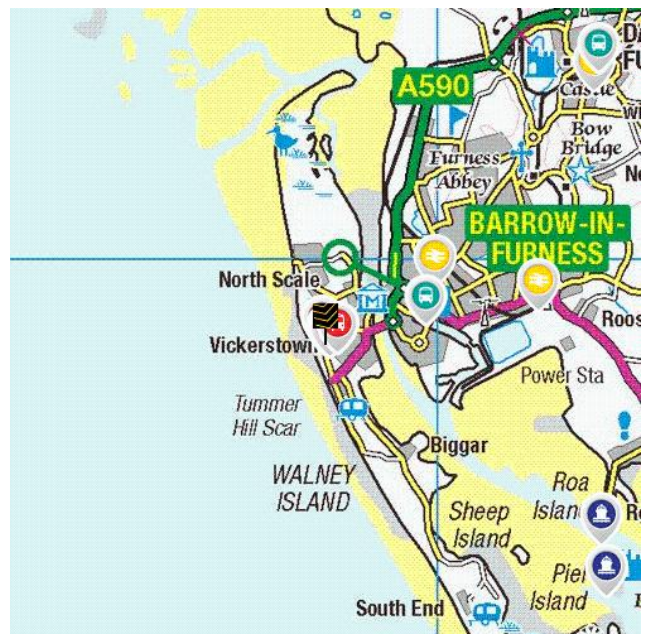 A590
Castle
Bow
Bridge
Furness
Abbey
BARROW-IN-
FURNESS
North Scale
M
Vickerstown
Roos
Power Sta
Tummer
Hill Scar
Biggar
WALNEY
ISLAND
Roa
Island
Sheep
Island
Piel
Island
South End